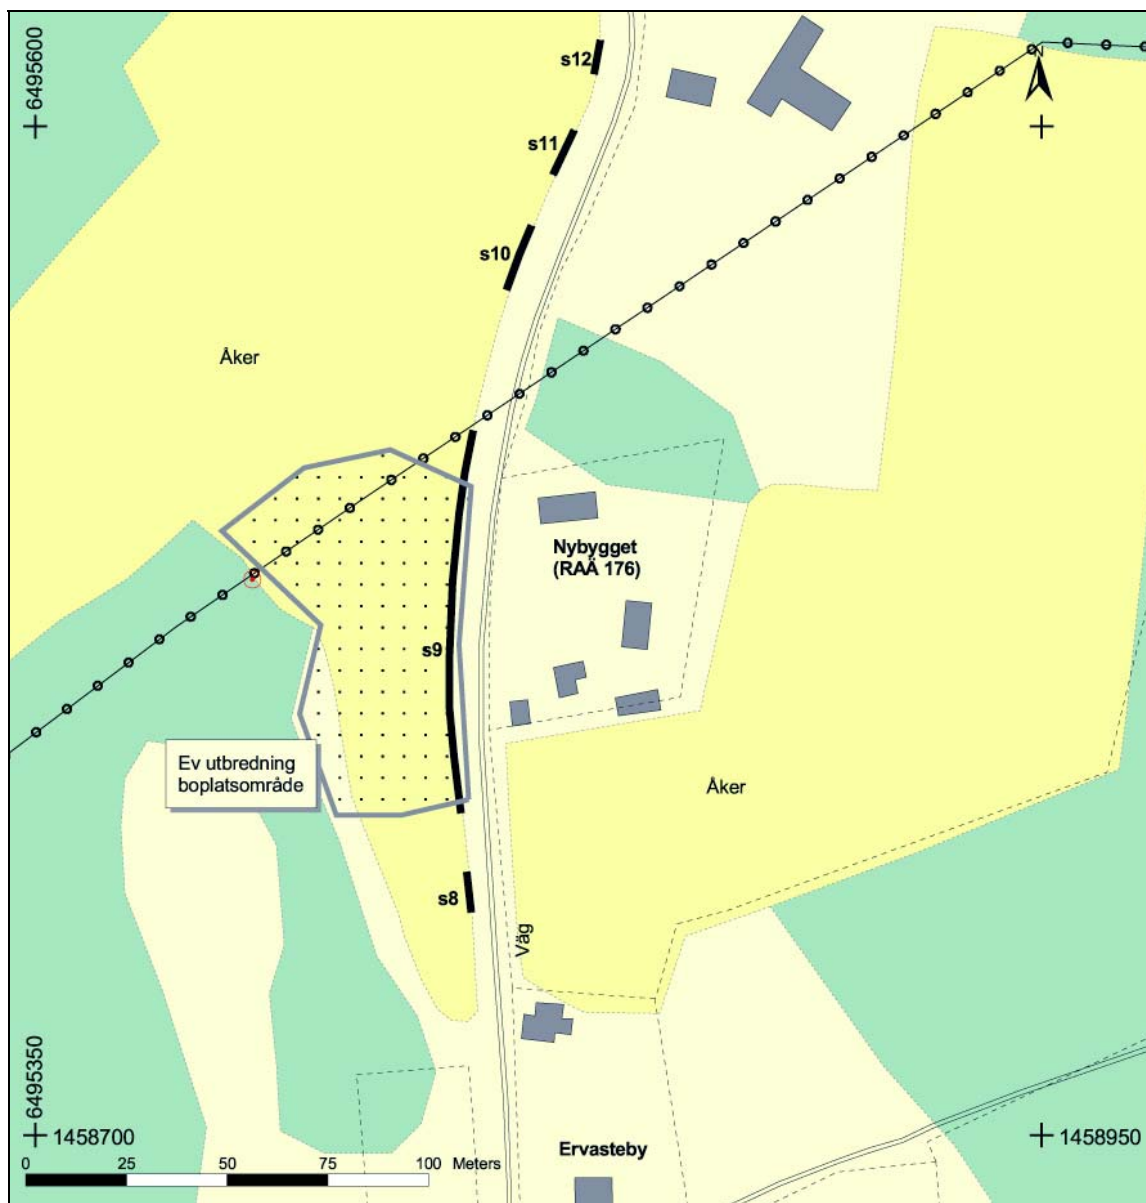 6495600
N
s12
s11
s10
Åker
Nybygget
(RAÄ 176)
s9
Ev utbredning
boplatsområde
Åker
s8
Väg
6495350
1458700
1458950
Ervasteby
0 25 50 75 100 Meters